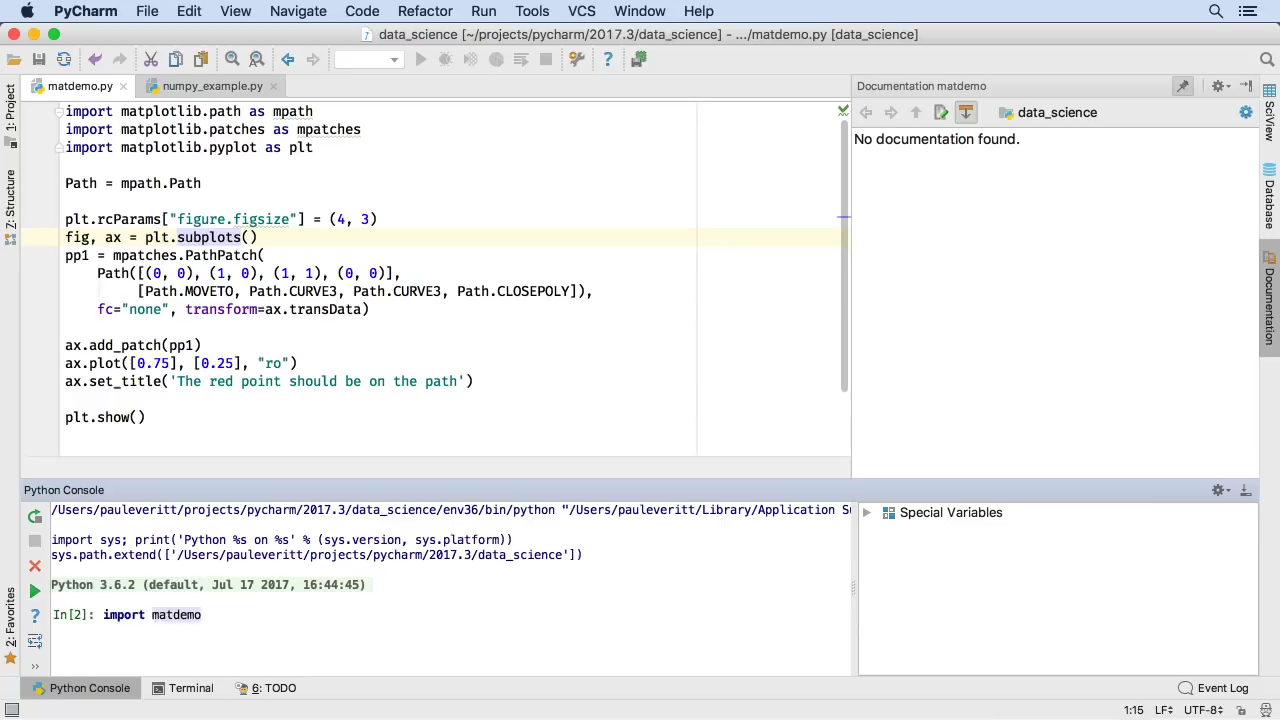 PyCharm File Edit View Navigate Code Refactor Run Tools VCS Window Help
data_science [~/projects/pycharm/2017.3/data_science] - .../matdemo.py [data_science]
matdemo.py numpy_example.py
Documentation matdemo
1: Project
Z: Structure
2: Favorites
import matplotlib.path as mpath
import matplotlib.patches as mpatches
import matplotlib.pyplot as plt
Path = mpath.Path
plt.rcParams["figure.figsize"] = (4, 3)
fig, ax = plt.subplots()
pp1 = mpatches.PathPatch(
Path([(0, 0), (1, 0), (1, 1), (0, 0)],
[Path.MOVETO, Path.CURVE3, Path.CURVE3, Path.CLOSEPOLY]),
fc="none", transform=ax.transData)
ax.add_patch(pp1)
ax.plot([0.75], [0.25], "ro")
ax.set_title('The red point should be on the path')
plt.show()
data_science
No documentation found.
SciView
Database
Documentation
Python Console
/Users/pauleveritt/projects/pycharm/2017.3/data_science/env36/bin/python "/Users/pauleveritt/Library/Application Su
import sys; print('Python %s on %s' % (sys.version, sys.platform))
sys.path.extend(['/Users/pauleveritt/projects/pycharm/2017.3/data_science'])
Python 3.6.2 (default, Jul 17 2017, 16:44:45)
In[2]: import matdemo
Special Variables
Python Console Terminal 6: TODO Event Log
1:15 LF UTF-8